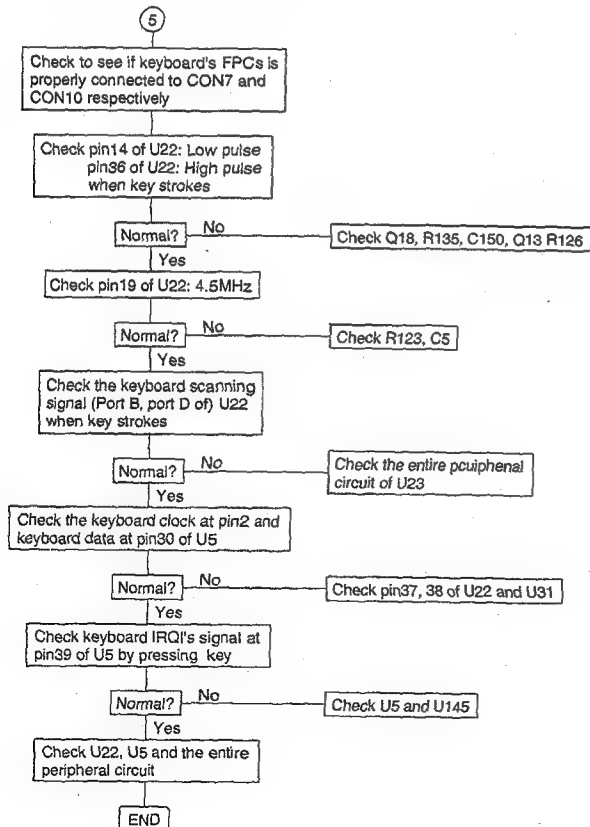 5
Check to see if keyboard's FPCs is
properly connected to CON7 and
CON10 respectively
Check pin14 of U22: Low pulse
pin36 of U22: High pulse
when key strokes
Normal?
No
Check Q18, R135, C150, Q13 R126
Yes
Check pin19 of U22: 4.5MHz
Normal?
No
Check R123, C5
Yes
Check the keyboard scanning
signal (Port B, port D of) U22
when key strokes
Normal?
No
Check the entire pcuiphenal
circuit of U23
Yes
Check the keyboard clock at pin2 and
keyboard data at pin30 of U5
Normal?
No
Check pin37, 38 of U22 and U31
Yes
Check keyboard IRQI's signal at
pin39 of U5 by pressing key
Normal?
No
Check U5 and U145
Yes
Check U22, U5 and the entire
peripheral circuit
END